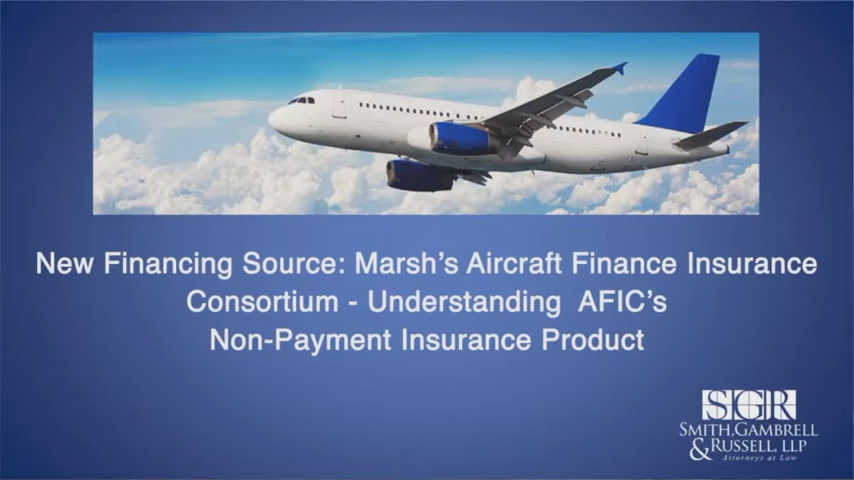 New Financing Source: Marsh's Aircraft Finance Insurance
Consortium - Understanding AFIC's
Non-Payment Insurance Product
SGR
SMITH, GAMBRELL
& RUSSELL, LLP
Attorneys at Law